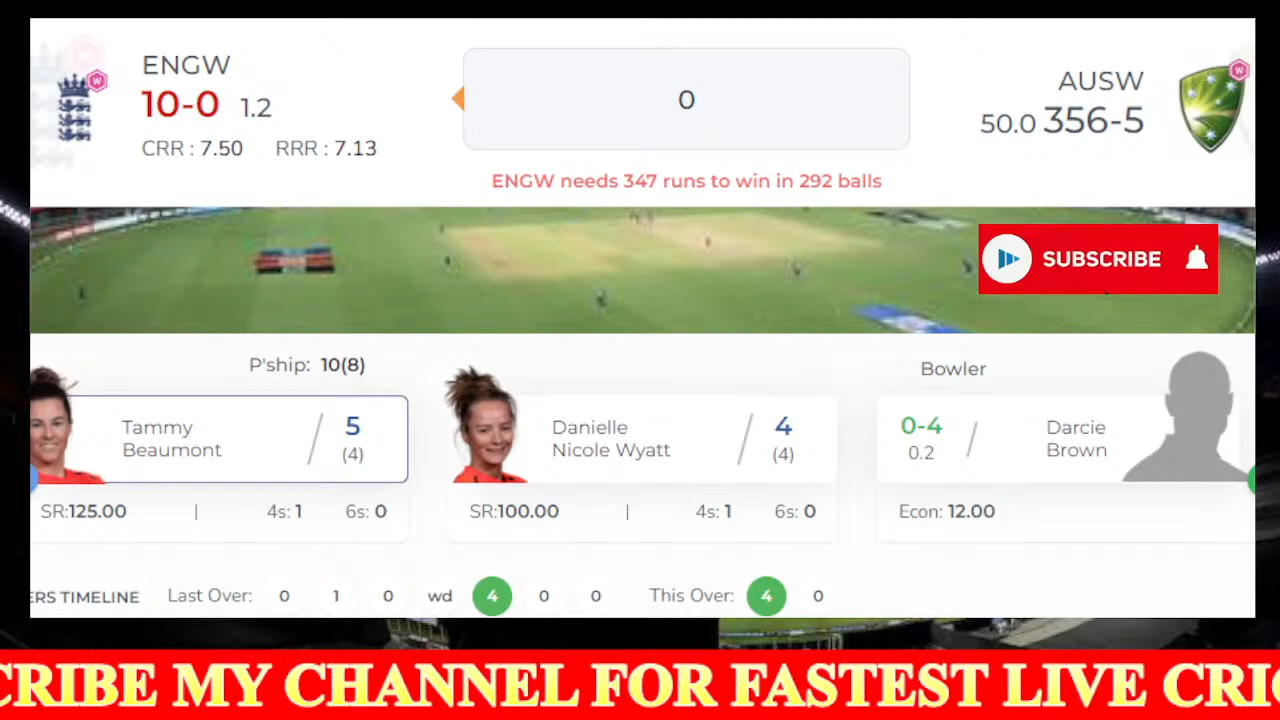 ENGW
10-0 1.2
CRR : 7.50 RRR : 7.13
0
AUSW
50.0 356-5
W
W
ENGW needs 347 runs to win in 292 balls
SUBSCRIBE
P'ship: 10(8)
Bowler
Tammy Beaumont
5
(4)
SR:125.00 | 4s: 1 6s: 0
Danielle
Nicole Wyatt
4
(4)
SR:100.00 | 4s: 1 6s: 0
0-4
0.2
Darcie
Brown
Econ: 12.00
ERS TIMELINE Last Over: 0 1 0 wd 4 0 0 This Over: 4 0
CRIBE MY CHANNEL FOR FASTEST LIVE CRIC